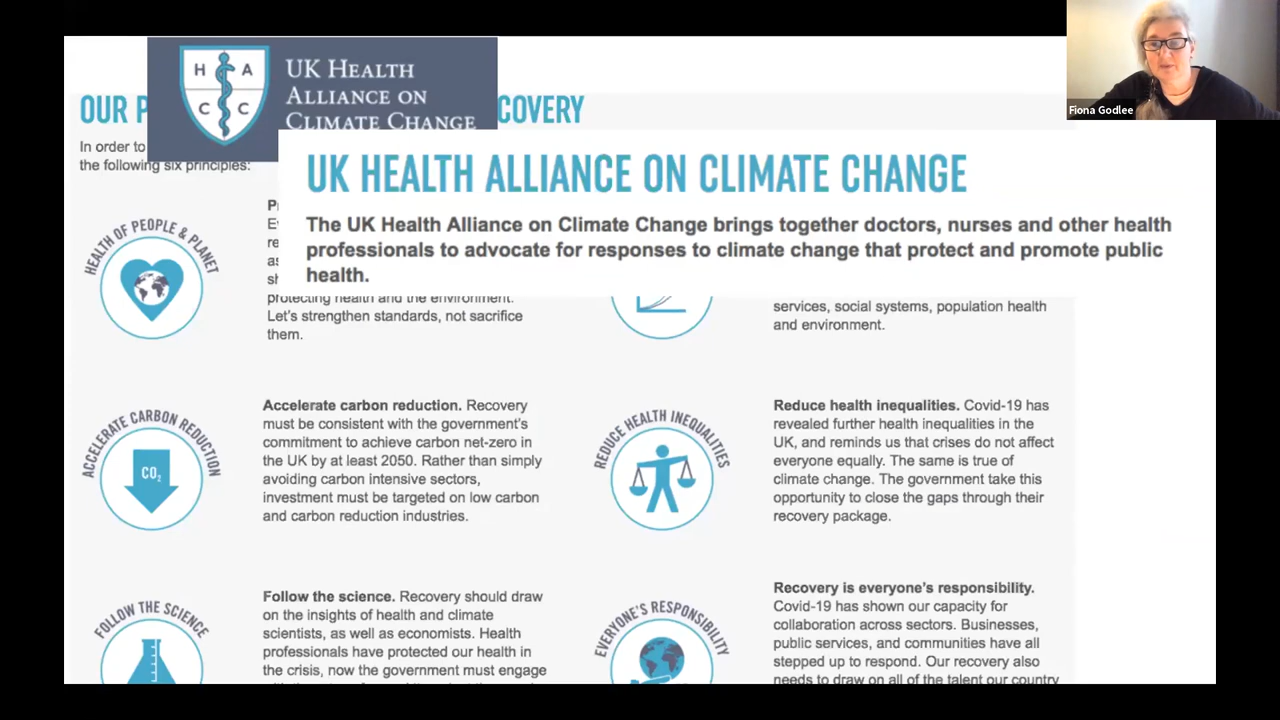 H A
C C
UK HEALTH
ALLIANCE ON
CLIMATE CHANGE
OUR P
COVERY
Fiona Godlee
In order to
the following six principles:
UK HEALTH ALLIANCE ON CLIMATE CHANGE
The UK Health Alliance on Climate Change brings together doctors, nurses and other health
professionals to advocate for responses to climate change that protect and promote public
health.
HEALTH OF PEOPLE & PLANET
protecting health and the environment.
Let's strengthen standards, not sacrifice
them.
services, social systems, population health
and environment.
ACCELERATE CARBON REDUCTION
CO2
Accelerate carbon reduction. Recovery
must be consistent with the government's
commitment to achieve carbon net-zero in
the UK by at least 2050. Rather than simply
avoiding carbon intensive sectors,
investment must be targeted on low carbon
and carbon reduction industries.
REDUCE HEALTH INEQUALITIES
Reduce health inequalities. Covid-19 has
revealed further health inequalities in the
UK, and reminds us that crises do not affect
everyone equally. The same is true of
climate change. The government take this
opportunity to close the gaps through their
recovery package.
FOLLOW THE SCIENCE
Follow the science. Recovery should draw
on the insights of health and climate
scientists, as well as economists. Health
professionals have protected our health in
the crisis, now the government must engage
EVERYONE'S RESPONSIBILITY
Recovery is everyone's responsibility.
Covid-19 has shown our capacity for
collaboration across sectors. Businesses,
public services, and communities have all
stepped up to respond. Our recovery also
needs to draw on all of the talent our country